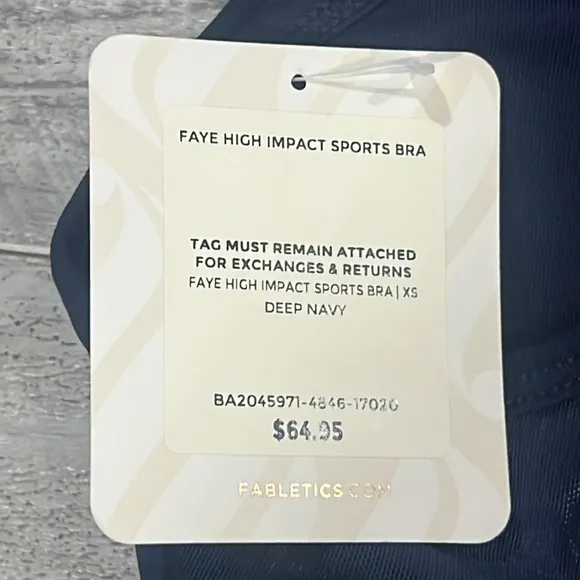 FAYE HIGH IMPACT SPORTS BRA
TAG MUST REMAIN ATTACHED
FOR EXCHANGES & RETURNS
FAYE HIGH IMPACT SPORTS BRA | XS
DEEP NAVY
BA2045971-4846-17020
$64.95
FABLETICS.COM